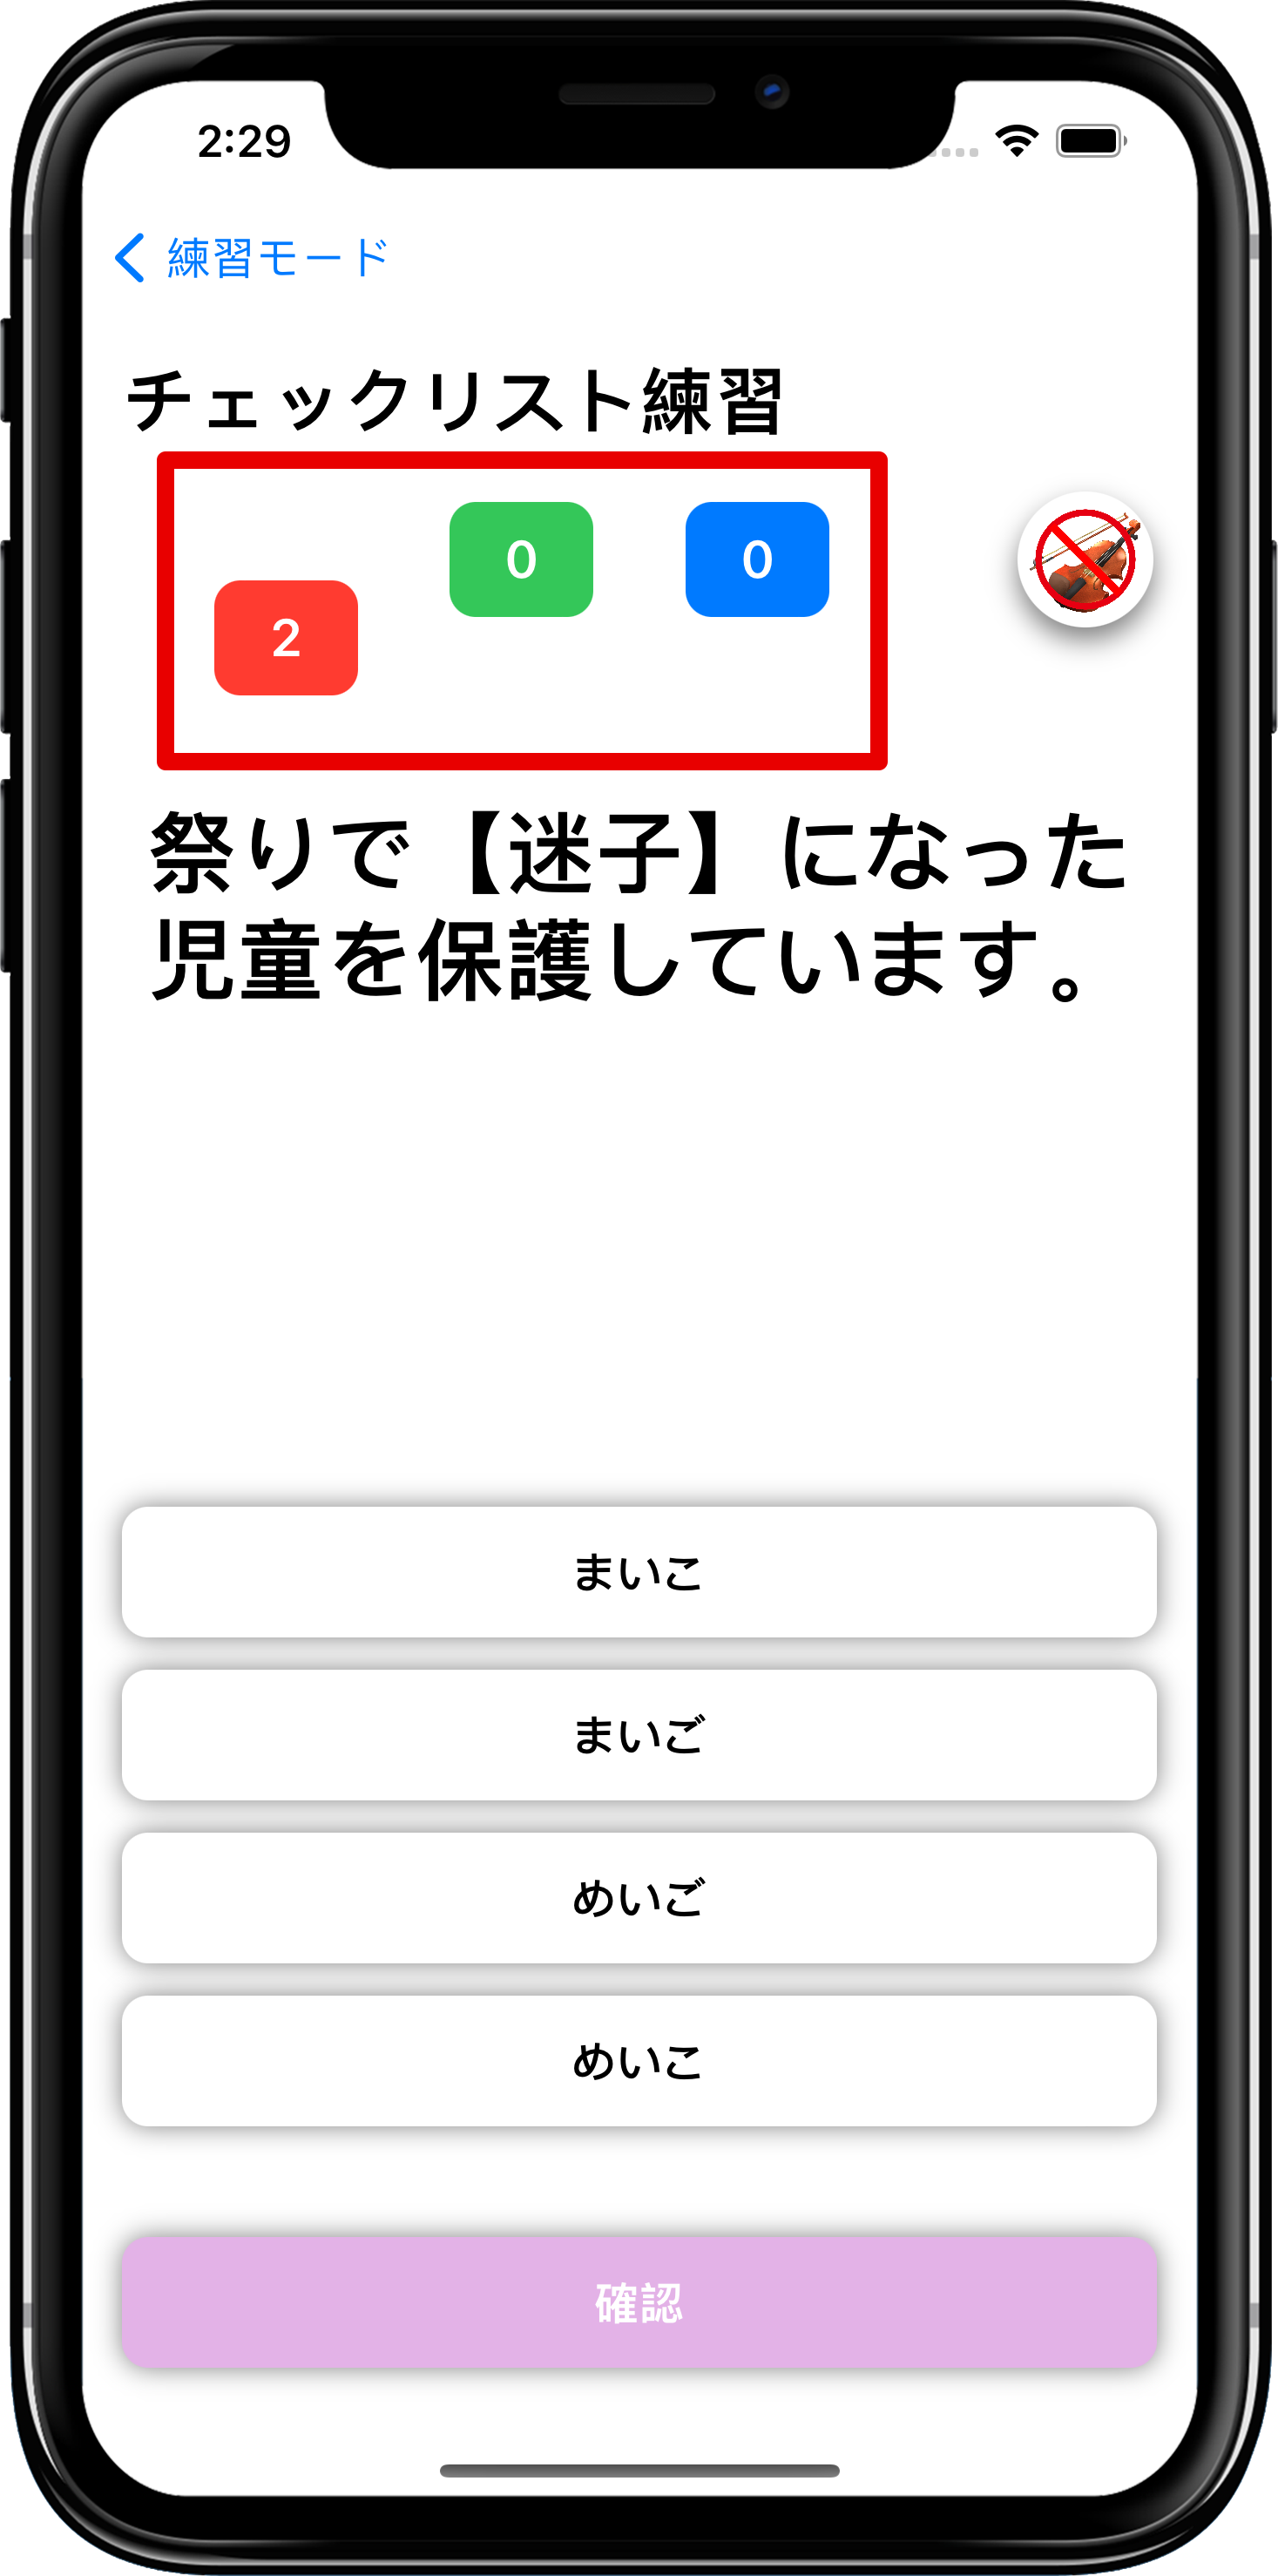 2:29
練習モード
チェックリスト練習
2
0
0
祭りで【迷子】になった
児童を保護しています。
まいこ
まいご
めいご
めいこ
確認